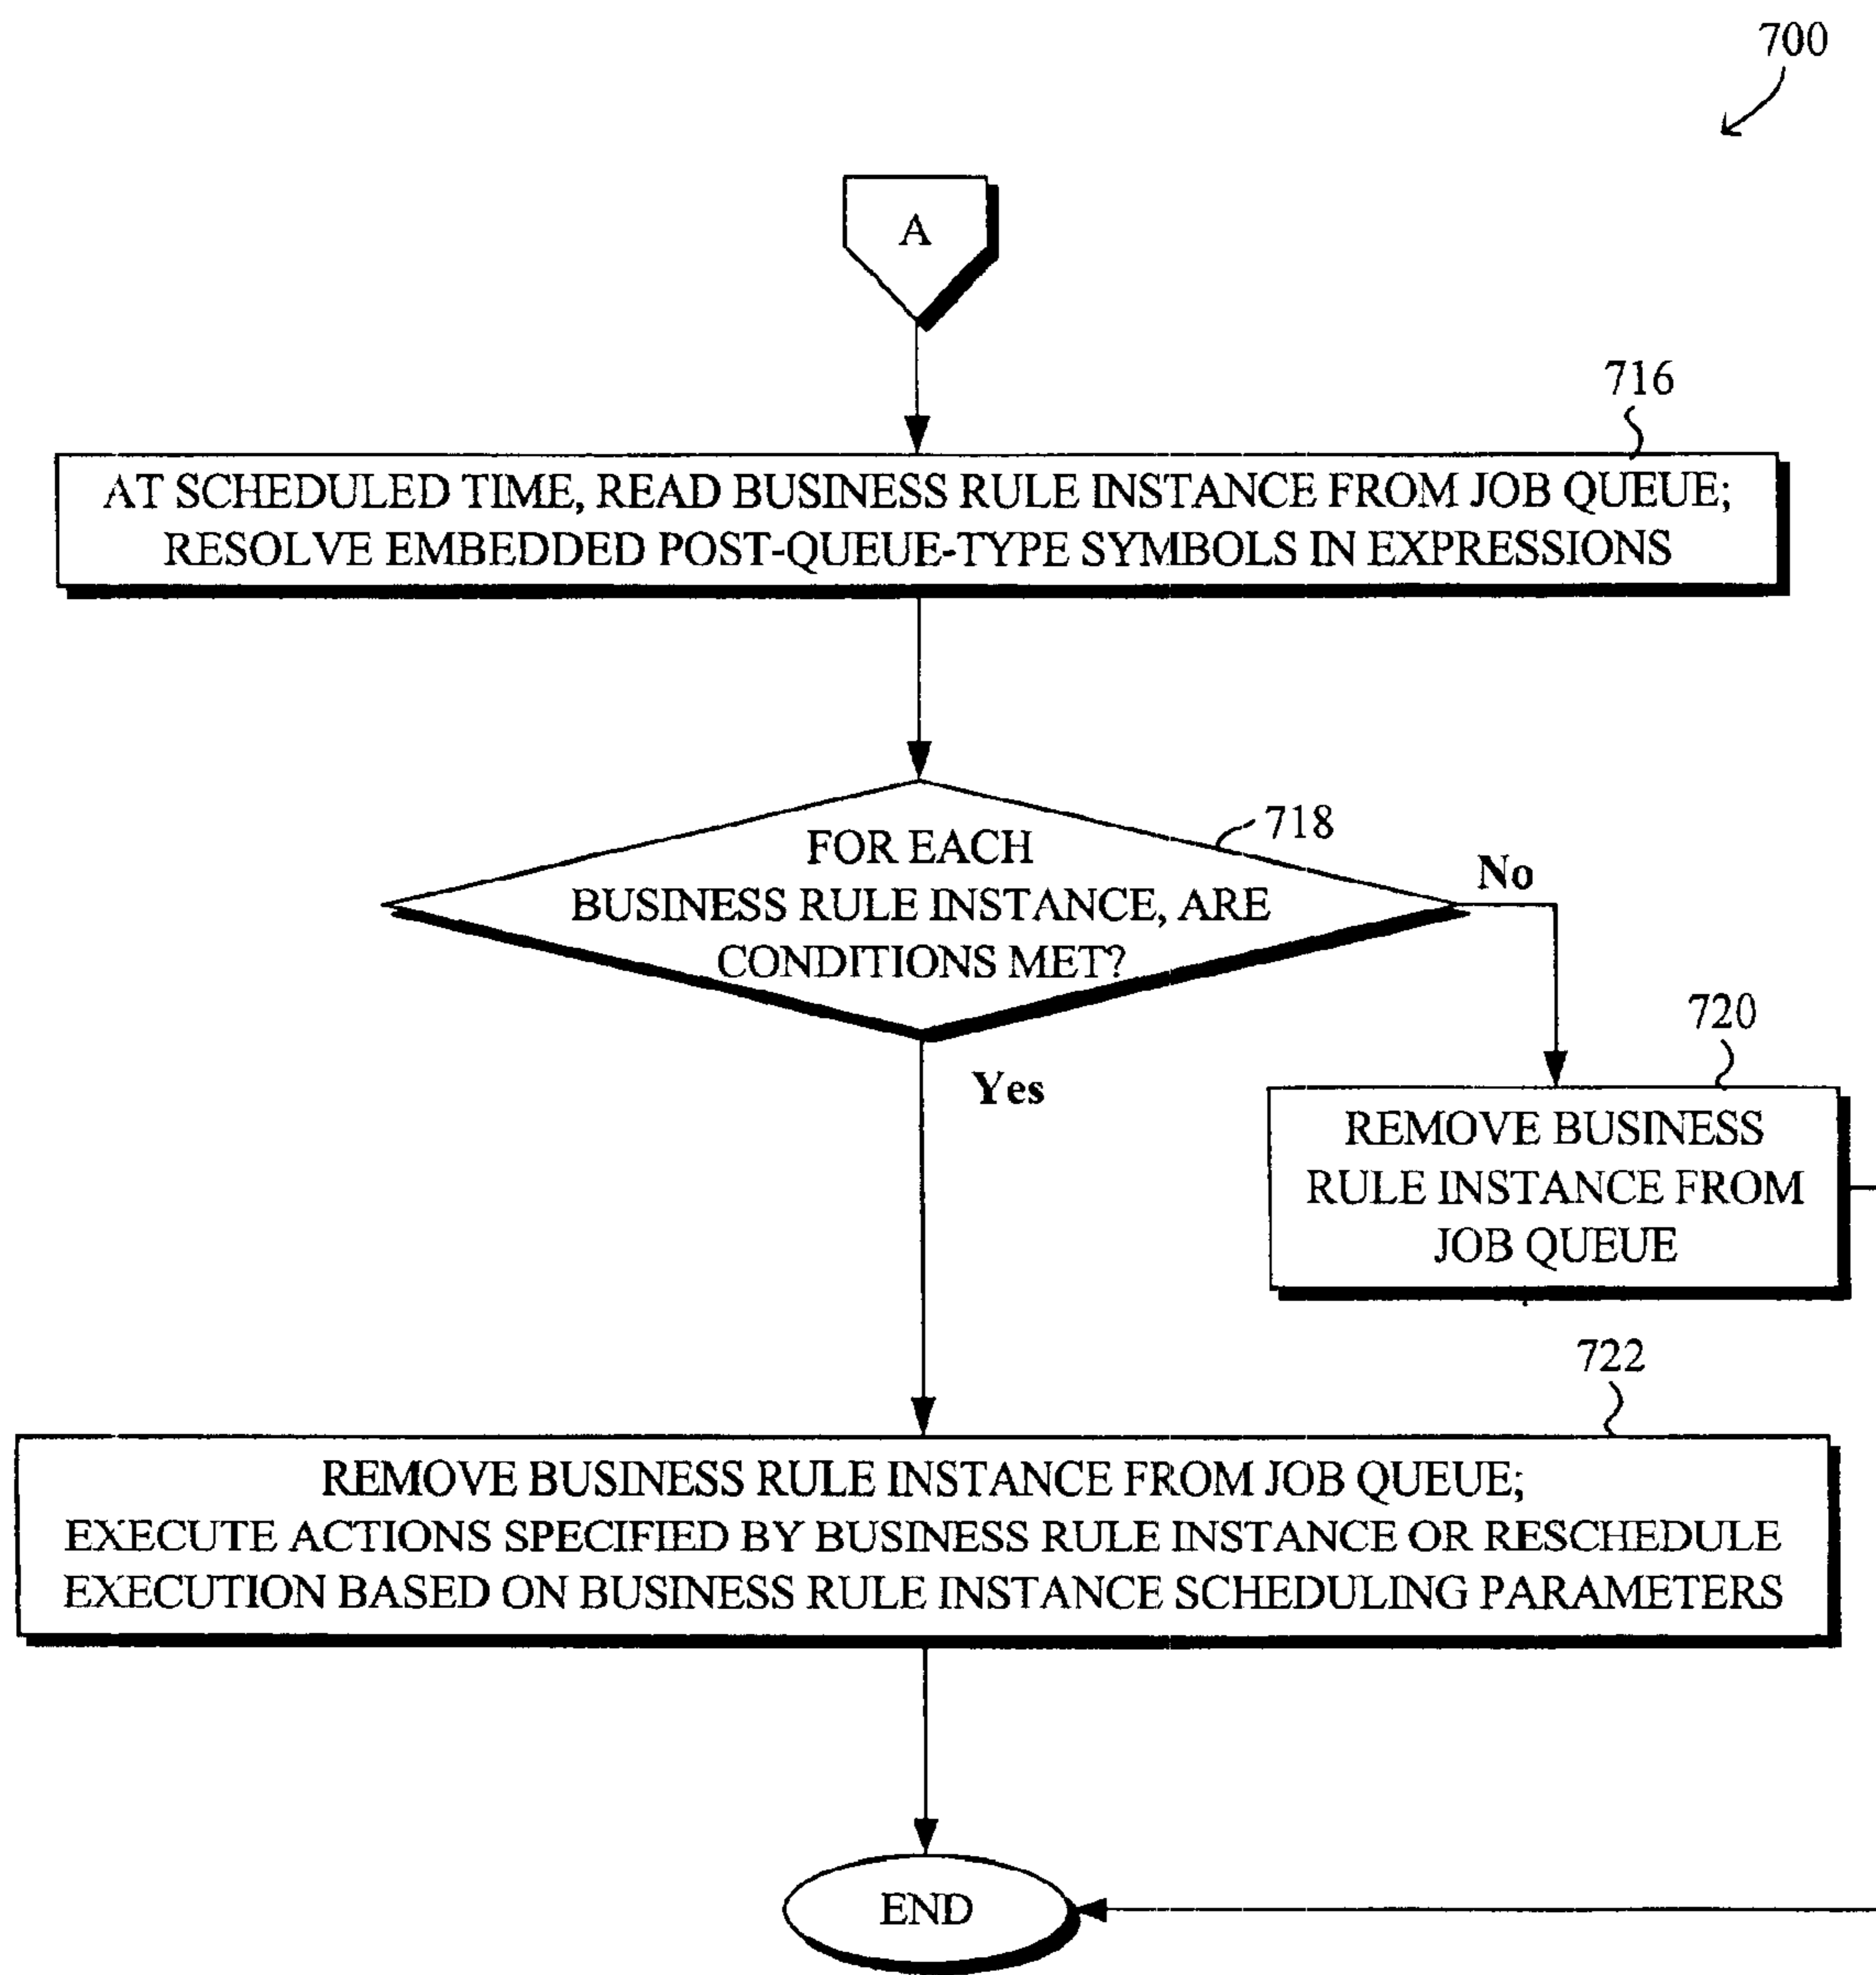 700
A
716
AT SCHEDULED TIME, READ BUSINESS RULE INSTANCE FROM JOB QUEUE;
RESOLVE EMBEDDED POST-QUEUE-TYPE SYMBOLS IN EXPRESSIONS
718
FOR EACH
BUSINESS RULE INSTANCE, ARE
CONDITIONS MET?
No
Yes
720
REMOVE BUSINESS
RULE INSTANCE FROM
JOB QUEUE
722
REMOVE BUSINESS RULE INSTANCE FROM JOB QUEUE;
EXECUTE ACTIONS SPECIFIED BY BUSINESS RULE INSTANCE OR RESCHEDULE
EXECUTION BASED ON BUSINESS RULE INSTANCE SCHEDULING PARAMETERS
END